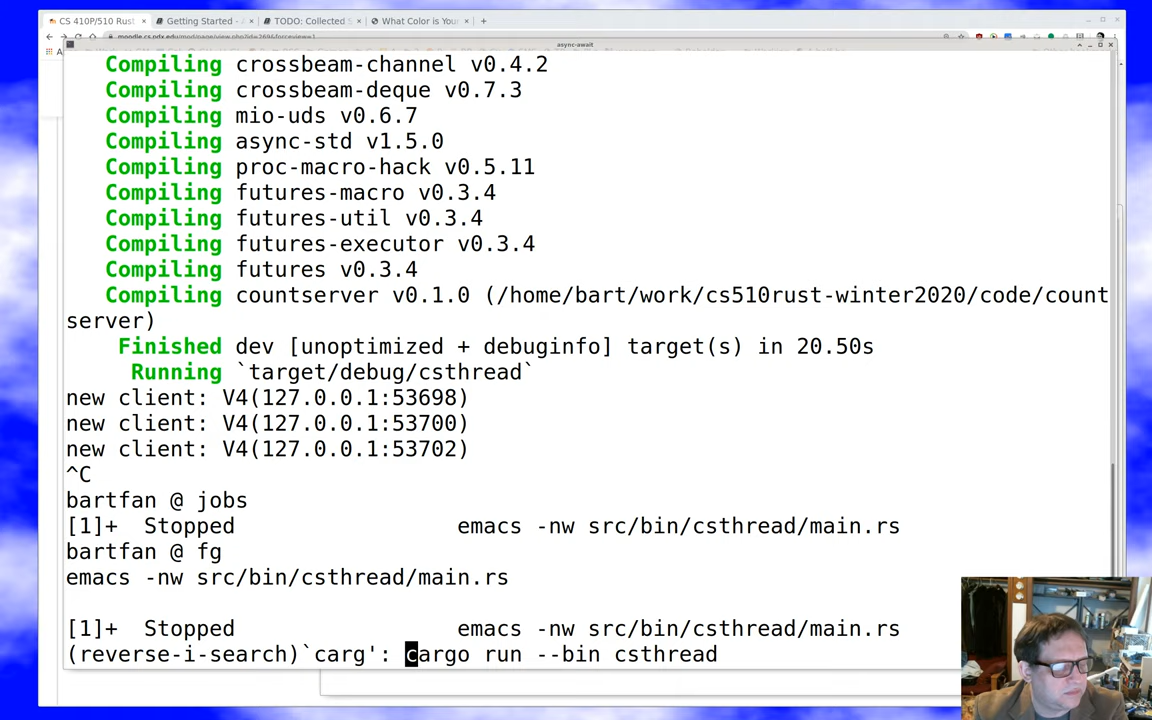 CS 410P/510 Rust
Getting Started - 
TODO: Collected S
What Color is You
async-await
Compiling crossbeam-channel v0.4.2
Compiling crossbeam-deque v0.7.3
Compiling mio-uds v0.6.7
Compiling async-std v1.5.0
Compiling proc-macro-hack v0.5.11
Compiling futures-macro v0.3.4
Compiling futures-util v0.3.4
Compiling futures-executor v0.3.4
Compiling futures v0.3.4
Compiling countserver v0.1.0 (/home/bart/work/cs510rust-winter2020/code/count
server)
Finished dev [unoptimized + debuginfo] target(s) in 20.50s
Running `target/debug/csthread`
new client: V4(127.0.0.1:53698)
new client: V4(127.0.0.1:53700)
new client: V4(127.0.0.1:53702)
^C
bartfan @ jobs
[1]+  Stopped                 emacs -nw src/bin/csthread/main.rs
bartfan @ fg
emacs -nw src/bin/csthread/main.rs
[1]+  Stopped                 emacs -nw src/bin/csthread/main.rs
(reverse-i-search)`carg': cargo run --bin csthread